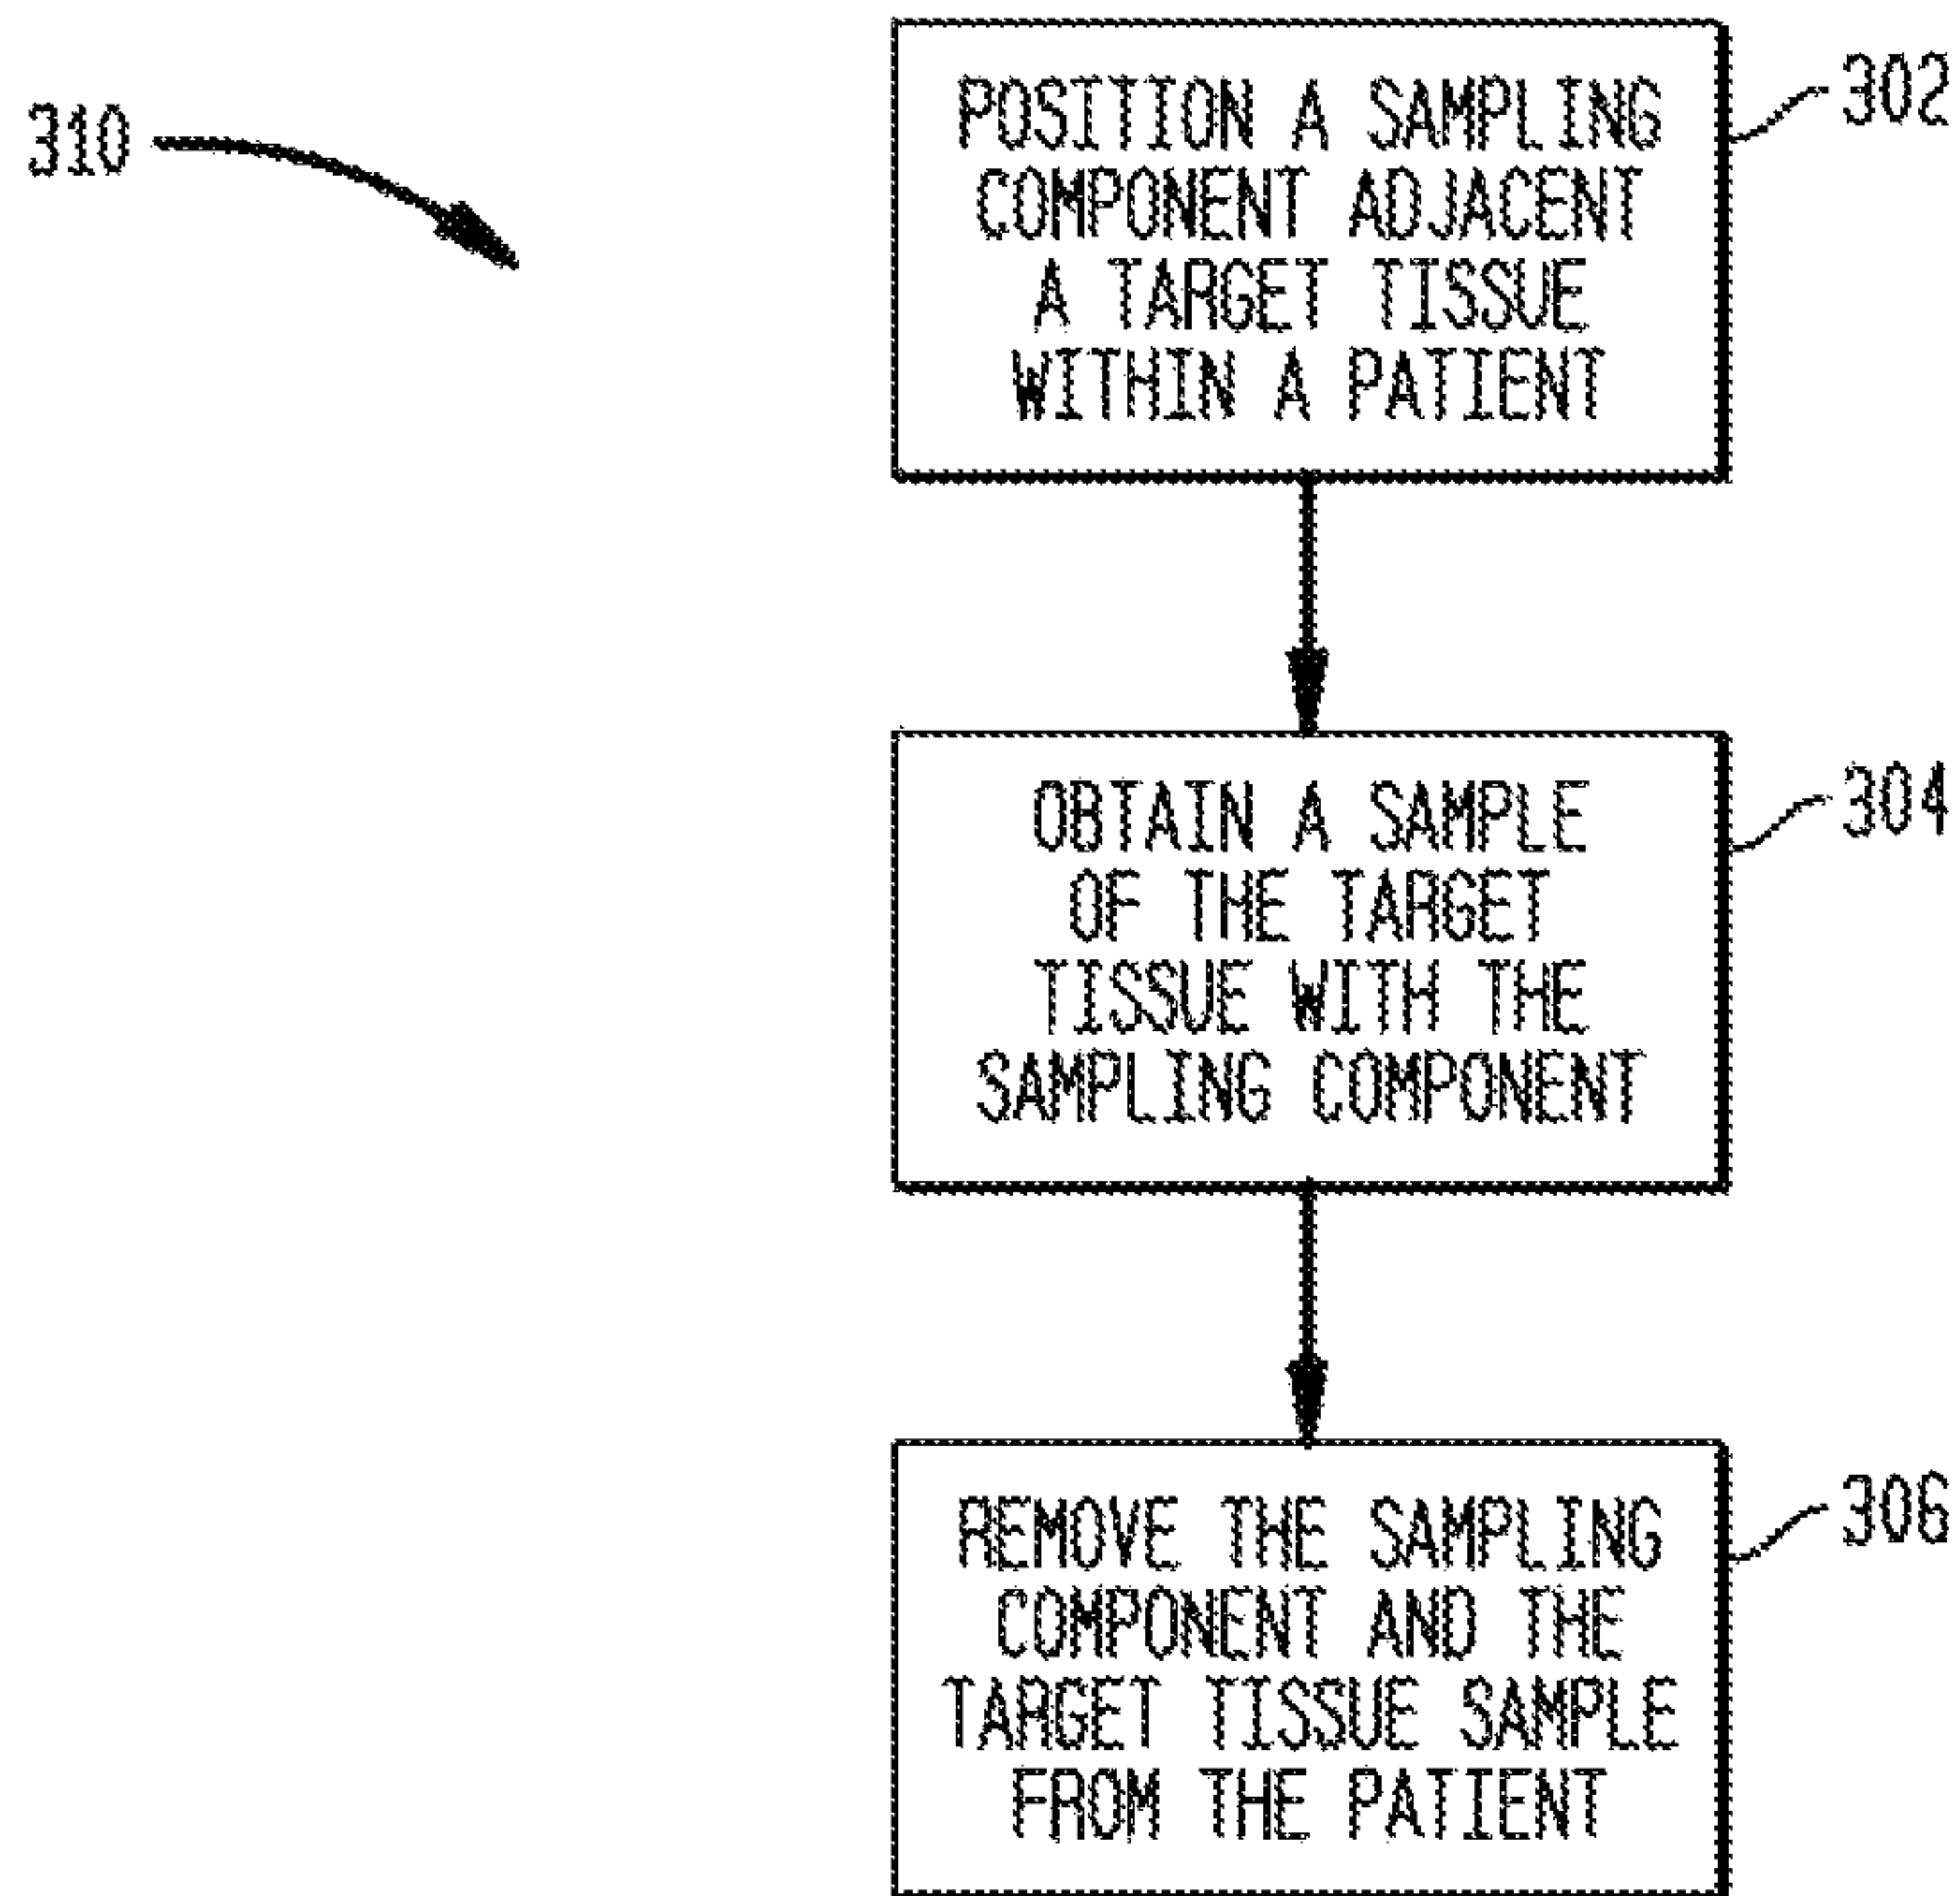 310
302
POSITION A SAMPLING
COMPONENT ADJACENT
A TARGET TISSUE
WITHIN A PATIENT
304
OBTAIN A SAMPLE
OF THE TARGET
TISSUE WITH THE
SAMPLING COMPONENT
306
REMOVE THE SAMPLING
COMPONENT AND THE
TARGET TISSUE SAMPLE
FROM THE PATIENT